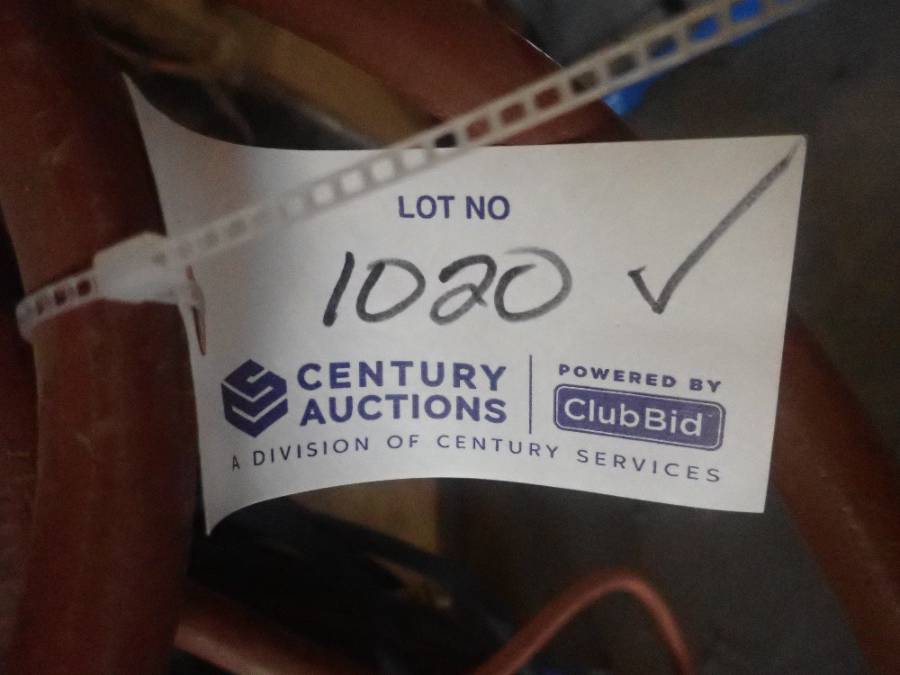 LOT NO
1020
CENTURY
AUCTIONS
POWERED BY
ClubBid
A DIVISION OF CENTURY SERVICES